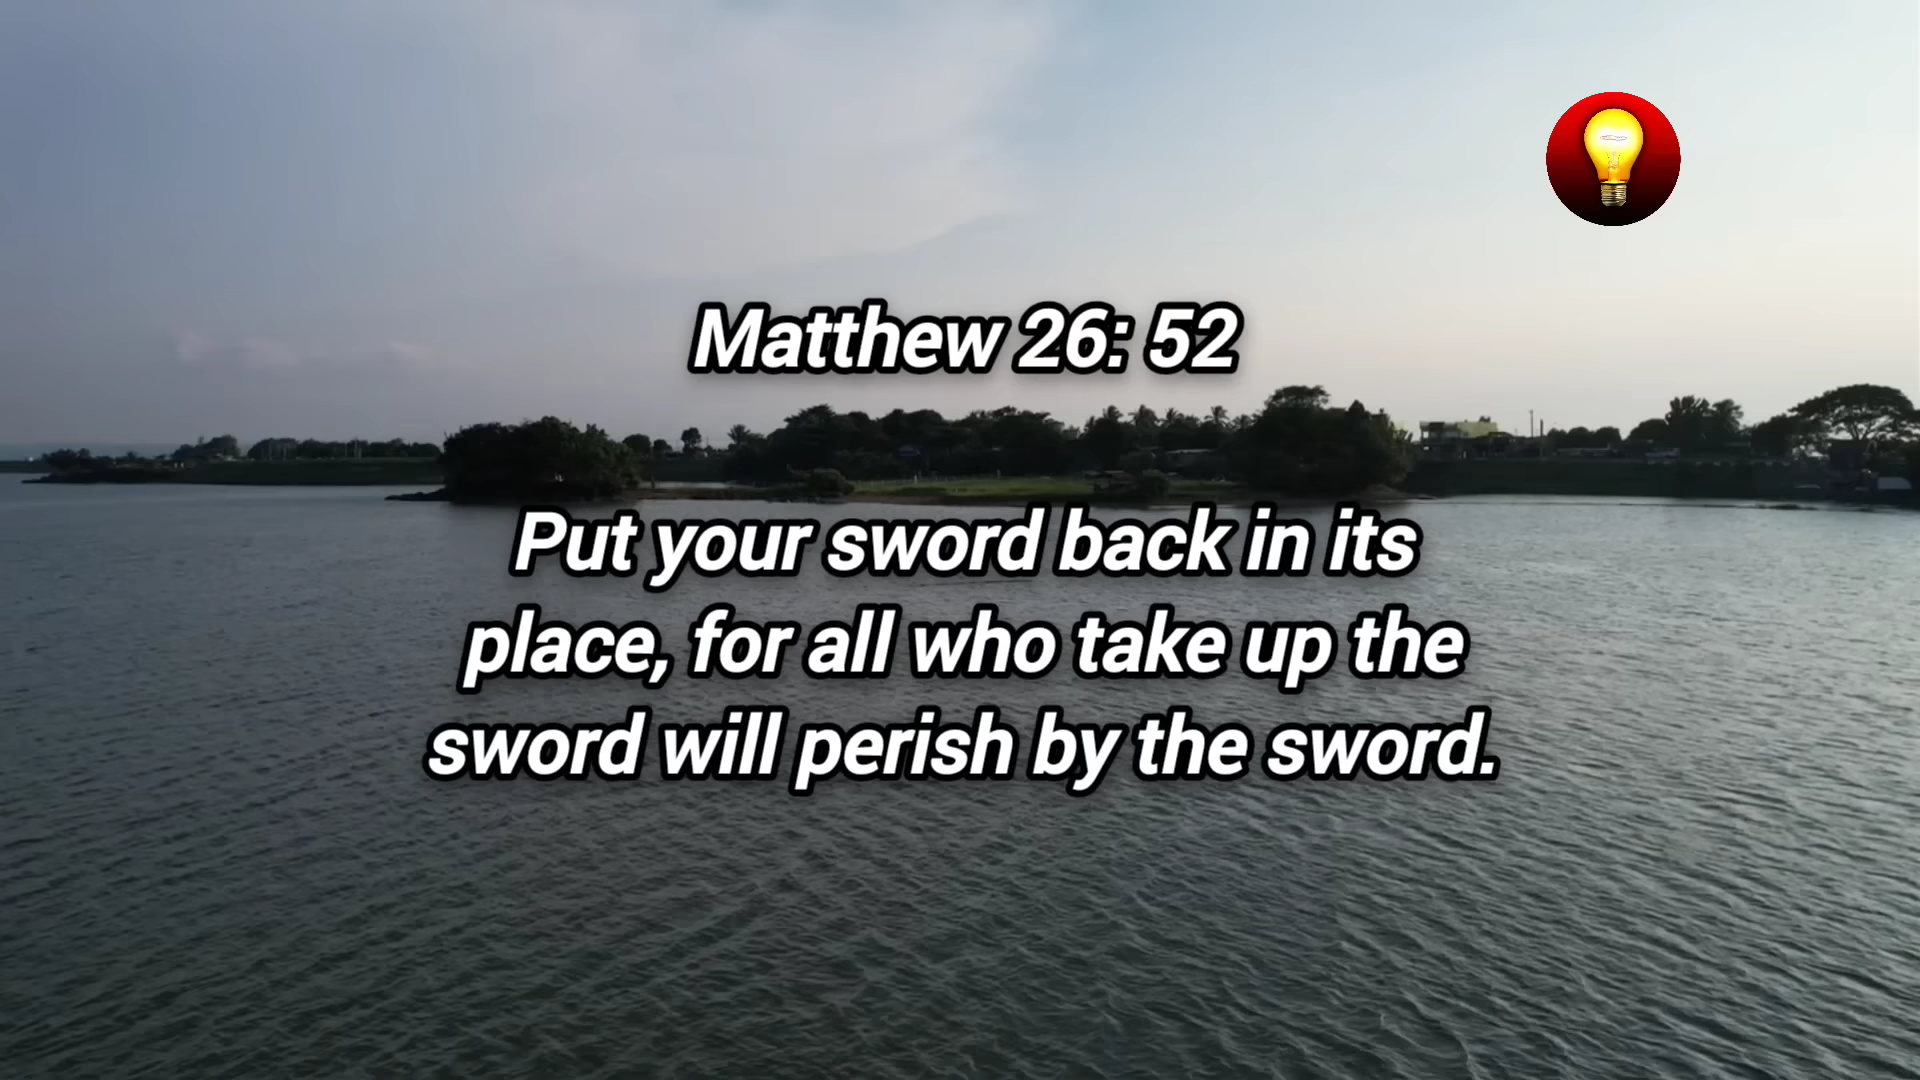 Matthew 26: 52
Put your sword back in its
place, for all who take up the
sword will perish by the sword.